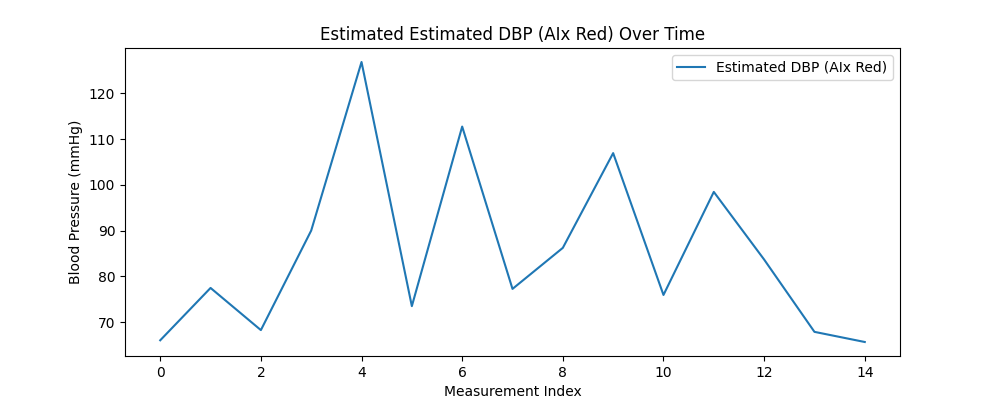 Estimated Estimated DBP (AIx Red) Over Time
Estimated DBP (AIx Red)
Blood Pressure (mmHg)
120
110
100
90
80
70
0 2 4 6 8 10 12 14
Measurement Index